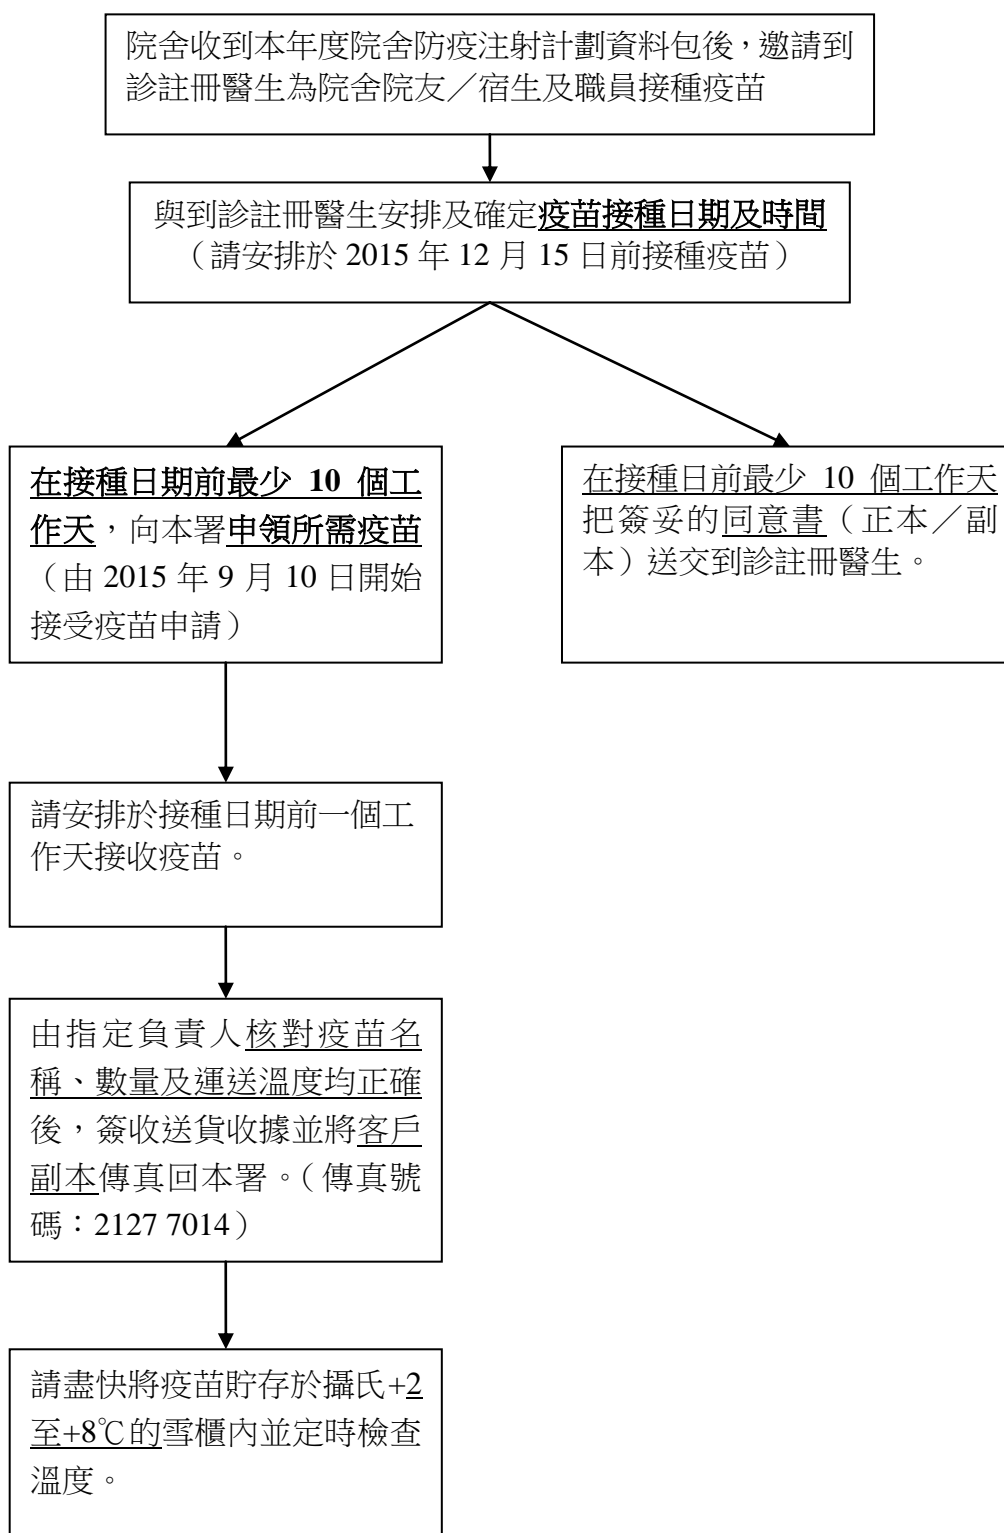 院舍收到本年度院舍防疫注射計劃資料包後，邀請到
診註冊醫生為院舍院友／宿生及職員接種疫苗
與到診註冊醫生安排及確定疫苗接種日期及時間
（請安排於 2015 年 12 月 15 日前接種疫苗）
在接種日期前最少 10 個工
作天，向本署申領所需疫苗
（由 2015 年 9 月 10 日開始
接受疫苗申請）
在接種日前最少 10 個工作天
把簽妥的同意書（正本／副
本）送交到診註冊醫生。
請安排於接種日期前一個工
作天接收疫苗。
由指定負責人核對疫苗名
稱、數量及運送溫度均正確
後，簽收送貨收據並將客戶
副本傳真回本署。（傳真號
碼：2127 7014）
請盡快將疫苗貯存於攝氏+2
至+8℃的雪櫃內並定時檢查
溫度。